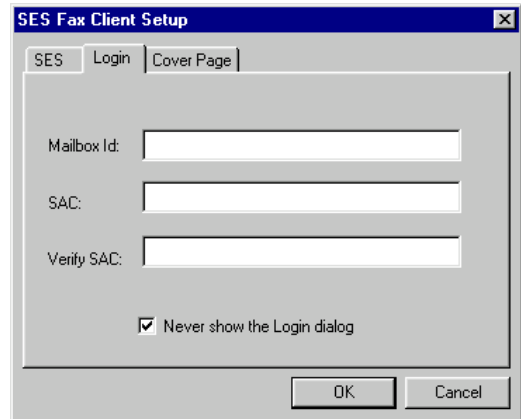 SES Fax Client Setup
SES Login Cover Page
Mailbox Id:
SAC:
Verify SAC:
Never show the Login dialog
OK Cancel